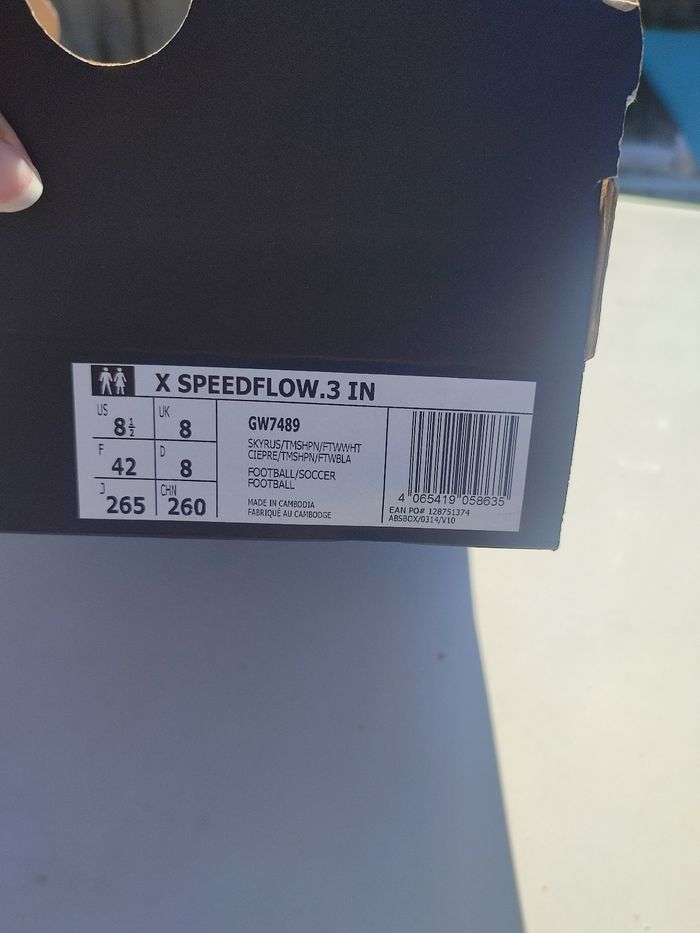 X SPEEDFLOW.3 IN
US 8½ UK 8
F 42 D 8
J 265 CHN 260
GW7489
SKYRUS/TMSHPN/FTWWHT
CIEPRE/TMSHPN/FTWBLA
FOOTBALL/SOCCER
FOOTBALL
MADE IN CAMBODIA
FABRIQUÉ AU CAMBODGE
4 065419 058635
EAN PO# 128751374
ABSBOX/0314/V10